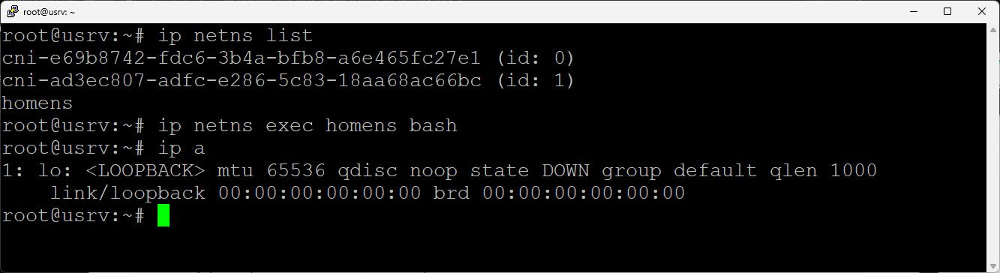 root@usrv: ~
root@usrv:~# ip netns list
cni-e69b8742-fdc6-3b4a-bfb8-a6e465fc27e1 (id: 0)
cni-ad3ec807-adfc-e286-5c83-18aa68ac66bc (id: 1)
homens
root@usrv:~# ip netns exec homens bash
root@usrv:~# ip a
1: lo: <LOOPBACK> mtu 65536 qdisc noop state DOWN group default qlen 1000
    link/loopback 00:00:00:00:00:00 brd 00:00:00:00:00:00
root@usrv:~#